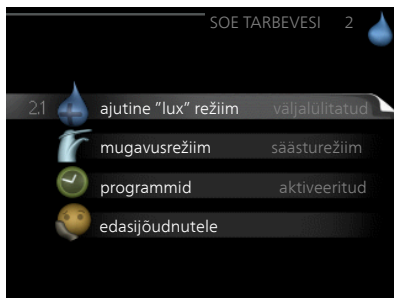 SOE TARBEVESI 2
2.1 ajutine "lux" režiim väljalülitatud
mugavusrežiim säästurežiim
programmid aktiveeritud
edasijõudnutele